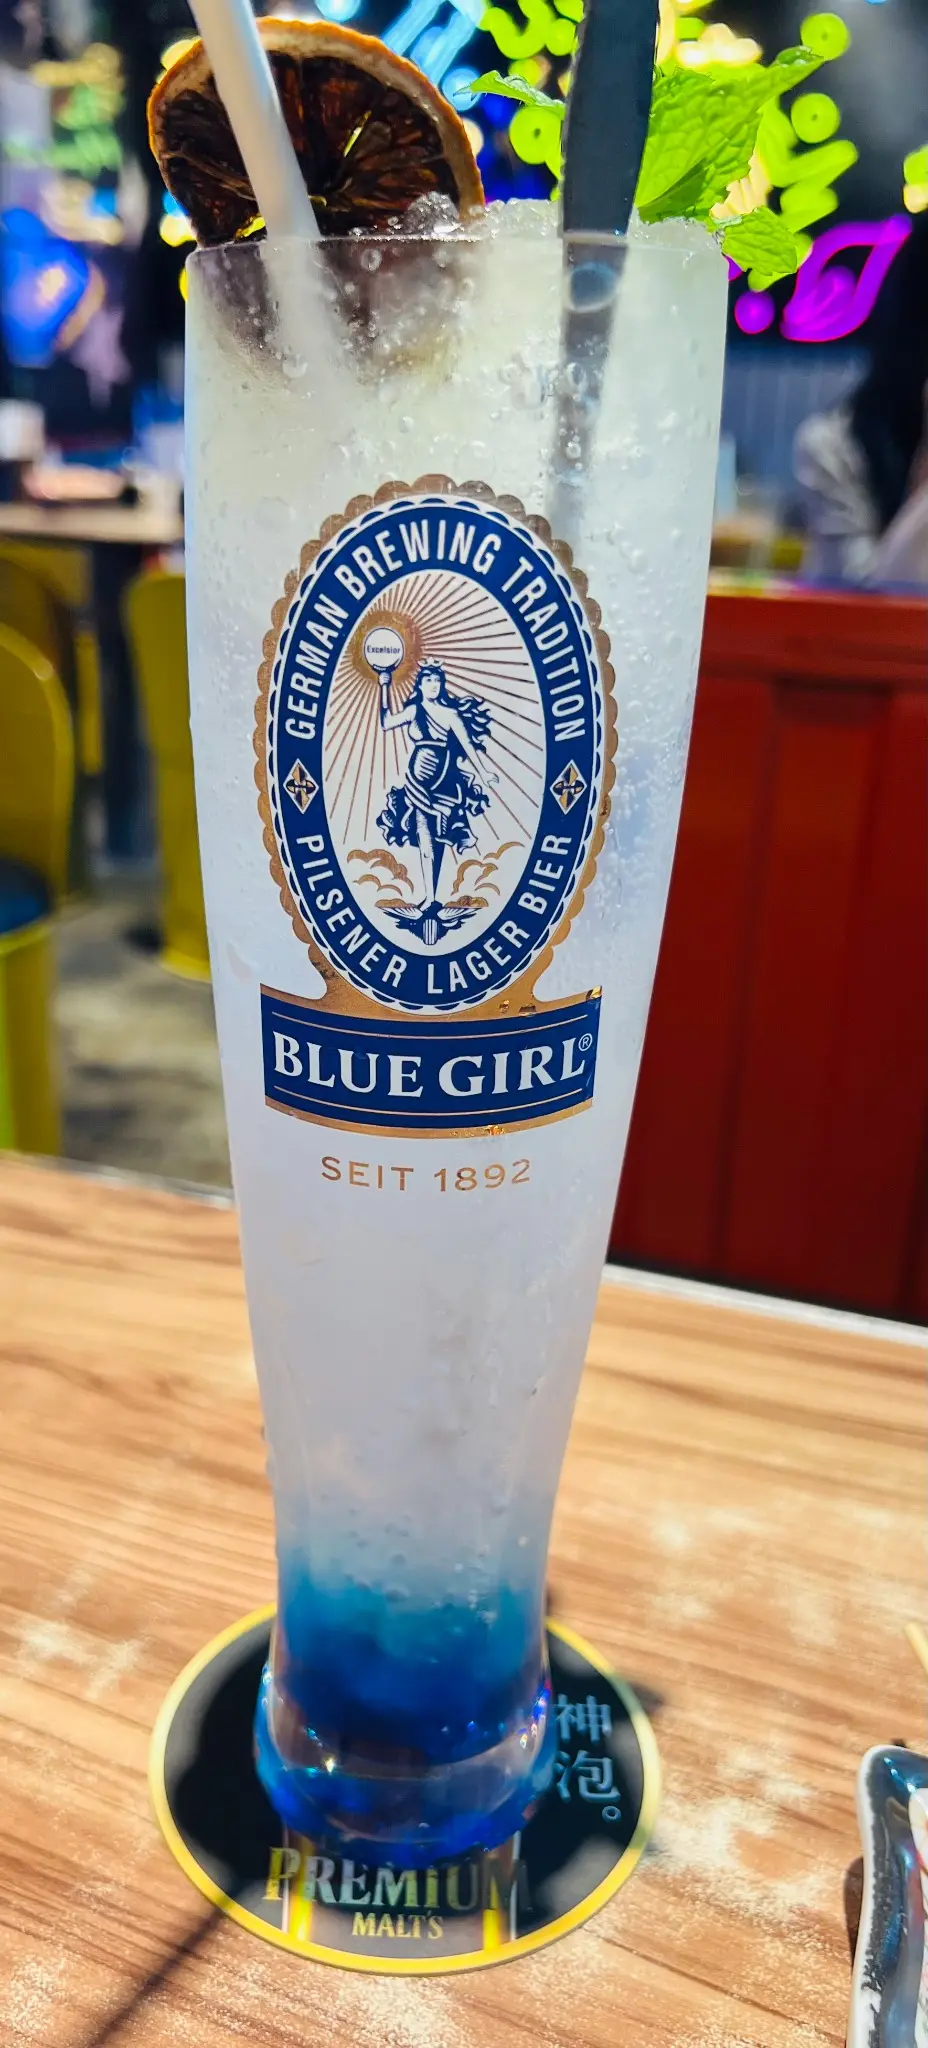 GERMAN BREWING TRADITION
Excelsior
PILSENER LAGER BIER
BLUE GIRL®
SEIT 1892
神
泡。
PREMIUM
MALT'S